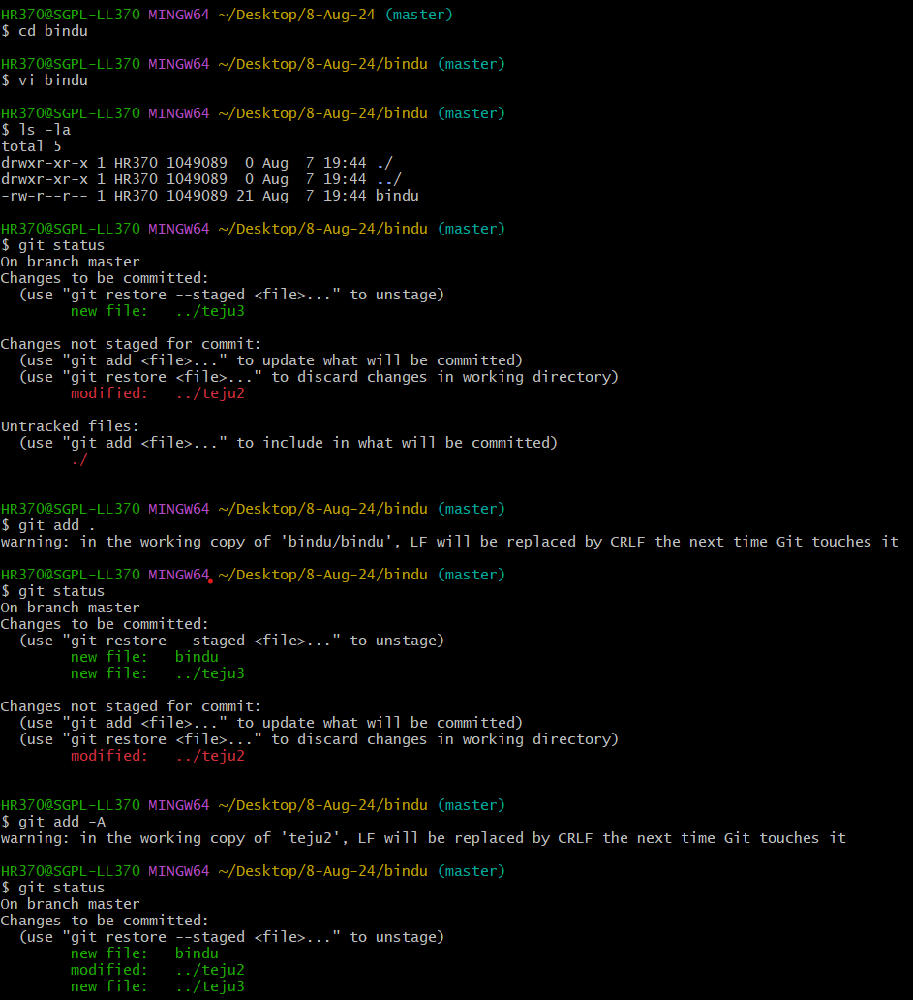 HR370@SGPL-LL370 MINGW64 ~/Desktop/8-Aug-24 (master)
$ cd bindu

HR370@SGPL-LL370 MINGW64 ~/Desktop/8-Aug-24/bindu (master)
$ vi bindu

HR370@SGPL-LL370 MINGW64 ~/Desktop/8-Aug-24/bindu (master)
$ ls -la
total 5
drwxr-xr-x 1 HR370 1049089  0 Aug  7 19:44 ./
drwxr-xr-x 1 HR370 1049089  0 Aug  7 19:44 ../
-rw-r--r-- 1 HR370 1049089 21 Aug  7 19:44 bindu

HR370@SGPL-LL370 MINGW64 ~/Desktop/8-Aug-24/bindu (master)
$ git status
On branch master
Changes to be committed:
  (use "git restore --staged <file>..." to unstage)
        new file:   ../teju3

Changes not staged for commit:
  (use "git add <file>..." to update what will be committed)
  (use "git restore <file>..." to discard changes in working directory)
        modified:   ../teju2

Untracked files:
  (use "git add <file>..." to include in what will be committed)
        ./

HR370@SGPL-LL370 MINGW64 ~/Desktop/8-Aug-24/bindu (master)
$ git add .
warning: in the working copy of 'bindu/bindu', LF will be replaced by CRLF the next time Git touches it

HR370@SGPL-LL370 MINGW64 ~/Desktop/8-Aug-24/bindu (master)
$ git status
On branch master
Changes to be committed:
  (use "git restore --staged <file>..." to unstage)
        new file:   bindu
        new file:   ../teju3

Changes not staged for commit:
  (use "git add <file>..." to update what will be committed)
  (use "git restore <file>..." to discard changes in working directory)
        modified:   ../teju2

HR370@SGPL-LL370 MINGW64 ~/Desktop/8-Aug-24/bindu (master)
$ git add -A
warning: in the working copy of 'teju2', LF will be replaced by CRLF the next time Git touches it

HR370@SGPL-LL370 MINGW64 ~/Desktop/8-Aug-24/bindu (master)
$ git status
On branch master
Changes to be committed:
  (use "git restore --staged <file>..." to unstage)
        new file:   bindu
        modified:   ../teju2
        new file:   ../teju3